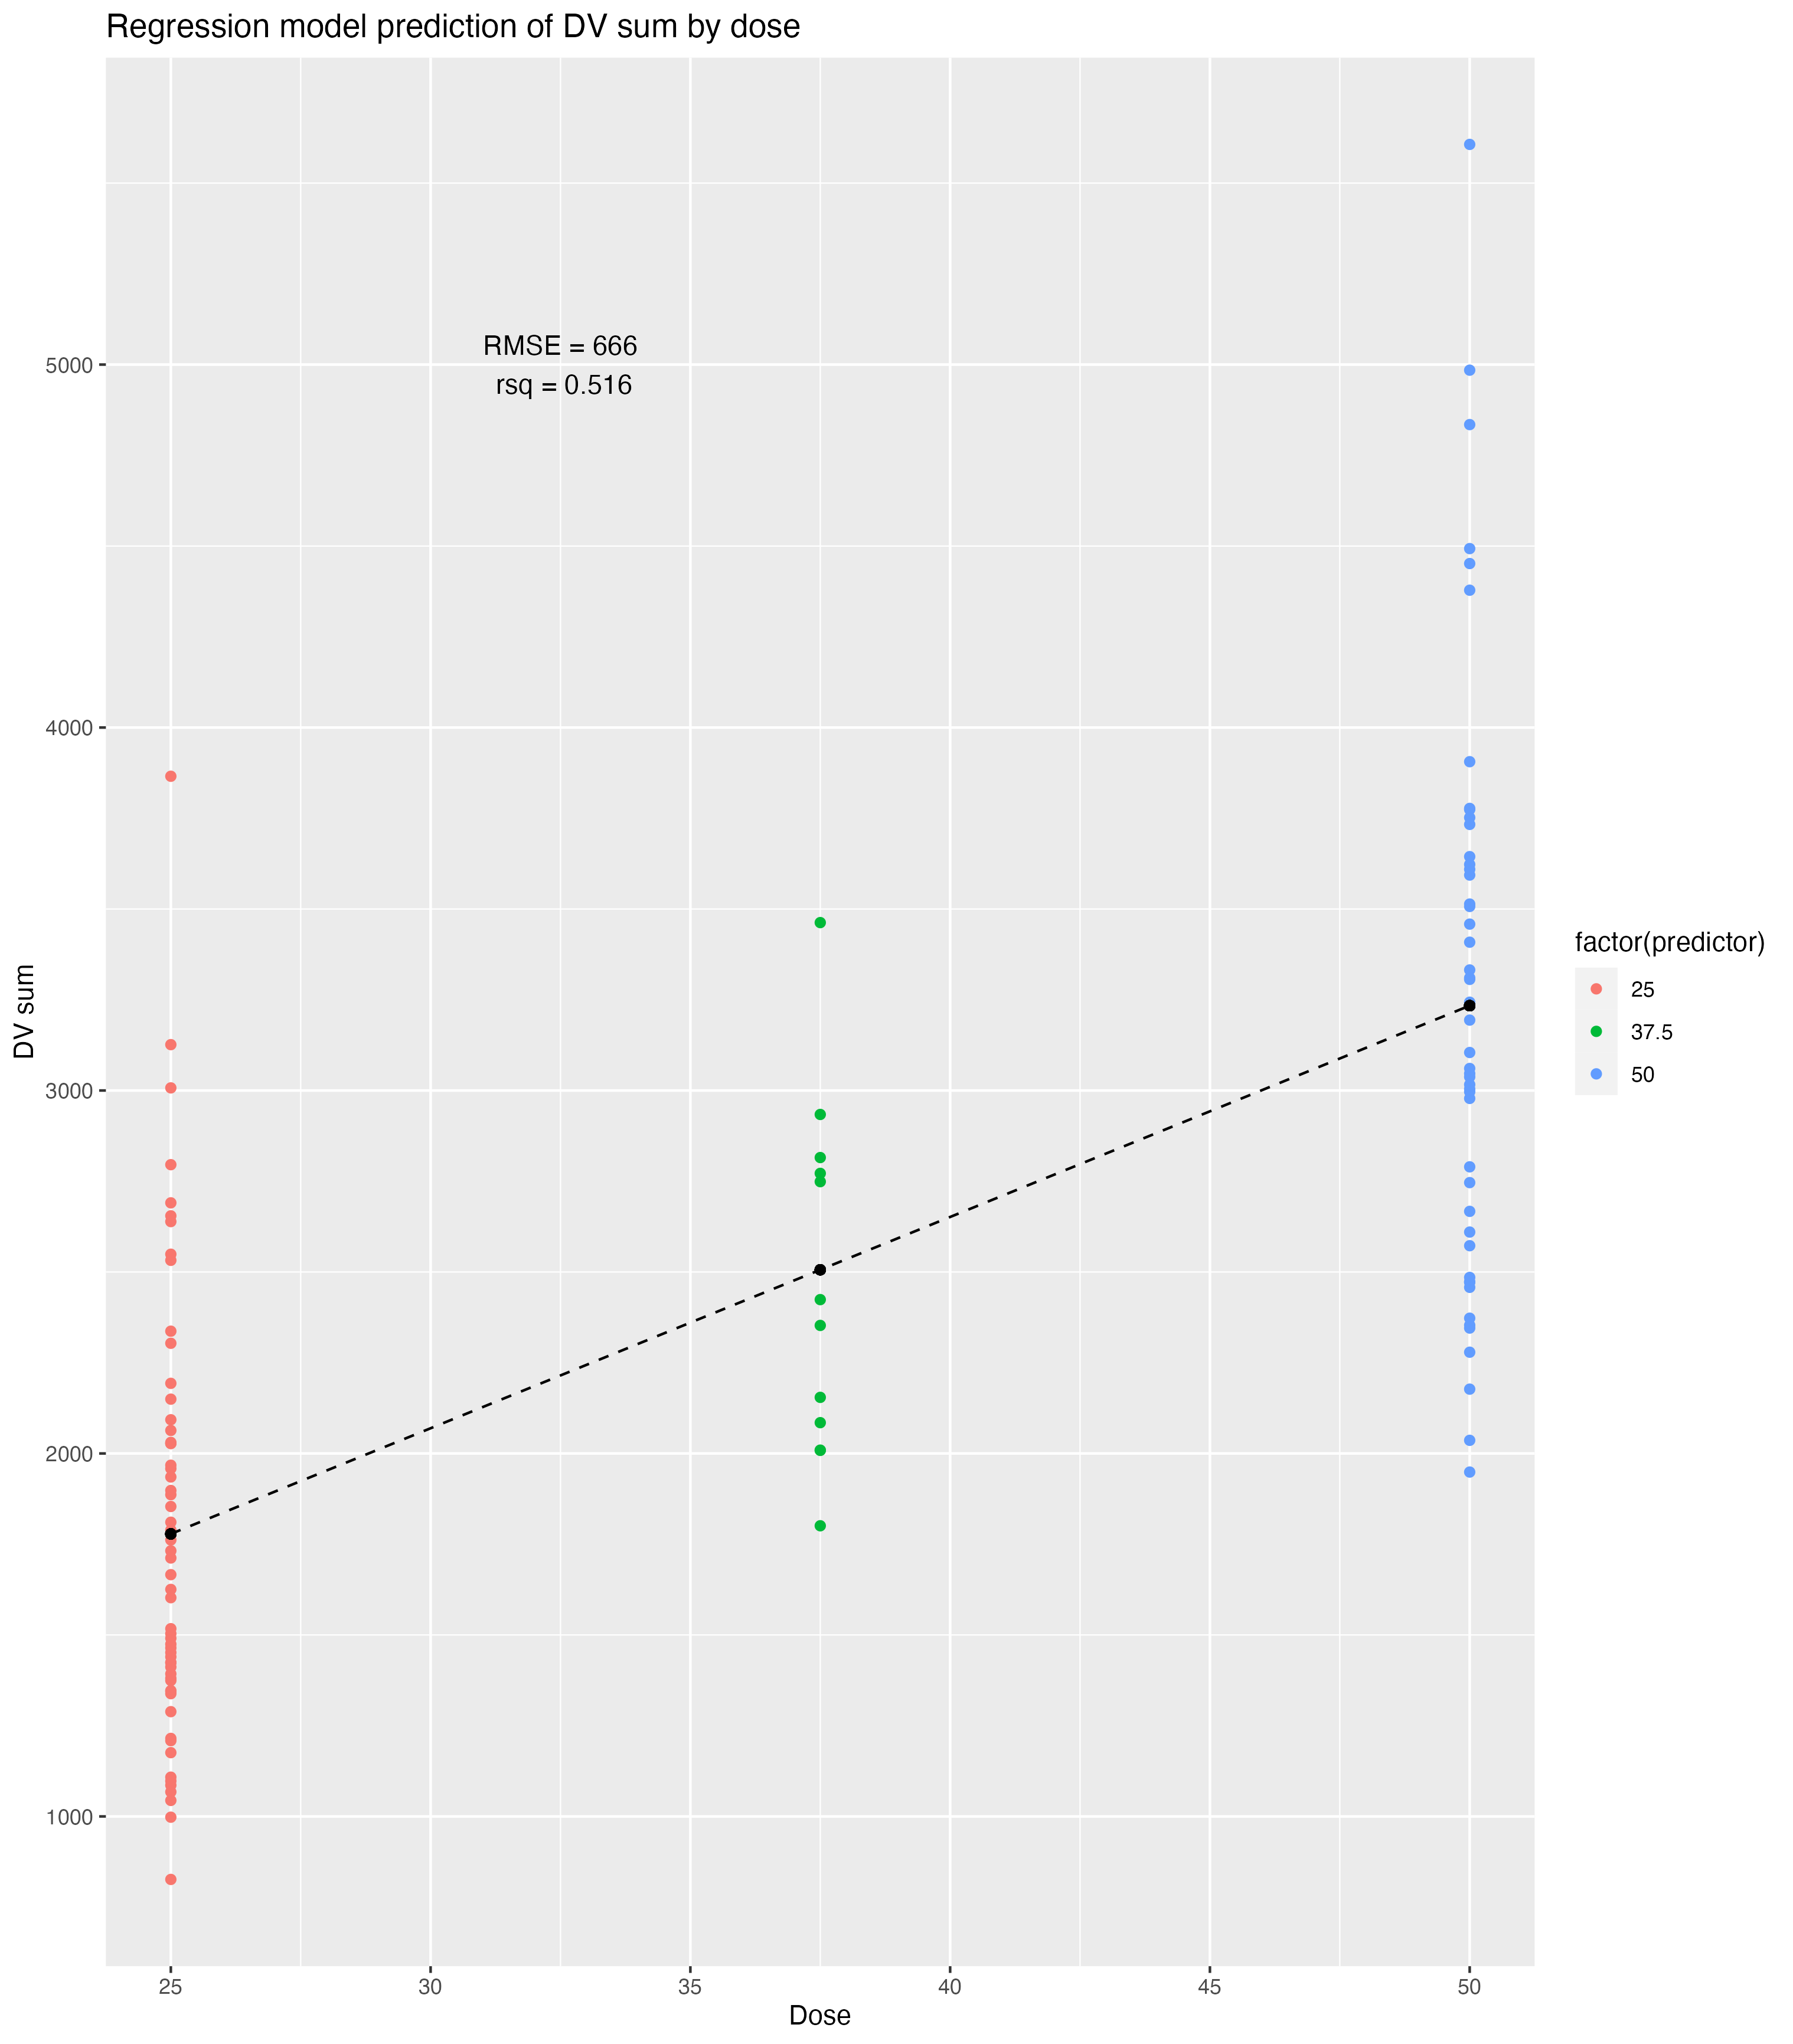 Regression model prediction of DV sum by dose
RMSE = 666
rsq = 0.516
5000
4000
3000
2000
1000
DV sum
25
30
35
40
45
50
Dose
factor(predictor)
25
37.5
50